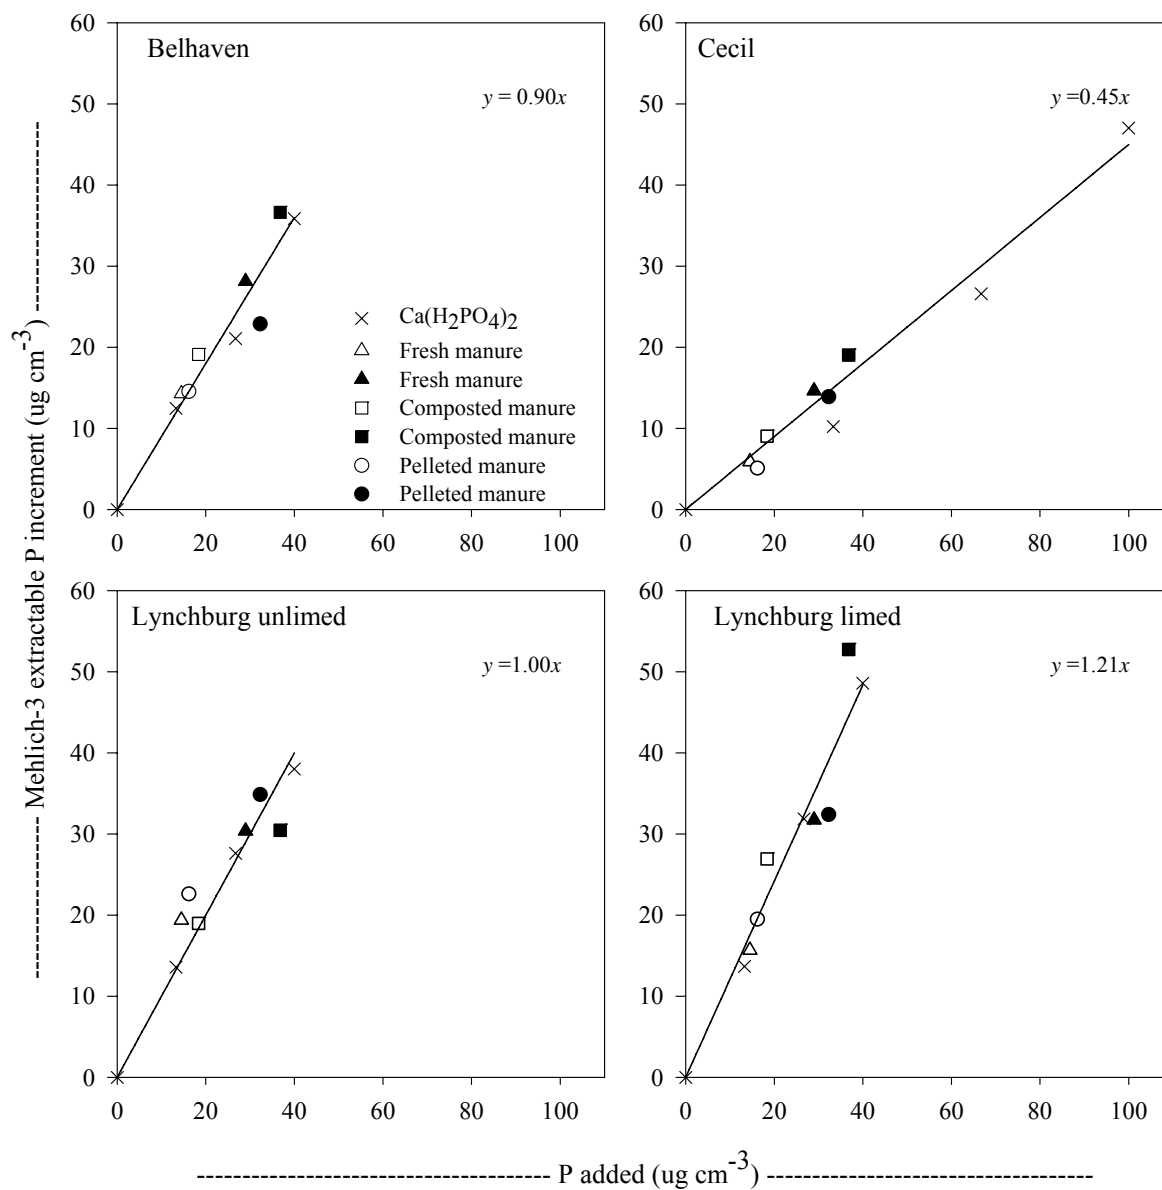 Belhaven
y = 0.90x
60
50
40
30
20
10
0
0 20 40 60 80 100
Ca(H2PO4)2
Fresh manure
Fresh manure
Composted manure
Composted manure
Pelleted manure
Pelleted manure
Cecil
y =0.45x
60
50
40
30
20
10
0
0 20 40 60 80 100
Lynchburg unlimed
y =1.00x
60
50
40
30
20
10
0
0 20 40 60 80 100
Lynchburg limed
y =1.21x
60
50
40
30
20
10
0
0 20 40 60 80 100
Mehlich-3 extractable P increment (ug cm-3)
P added (ug cm-3)